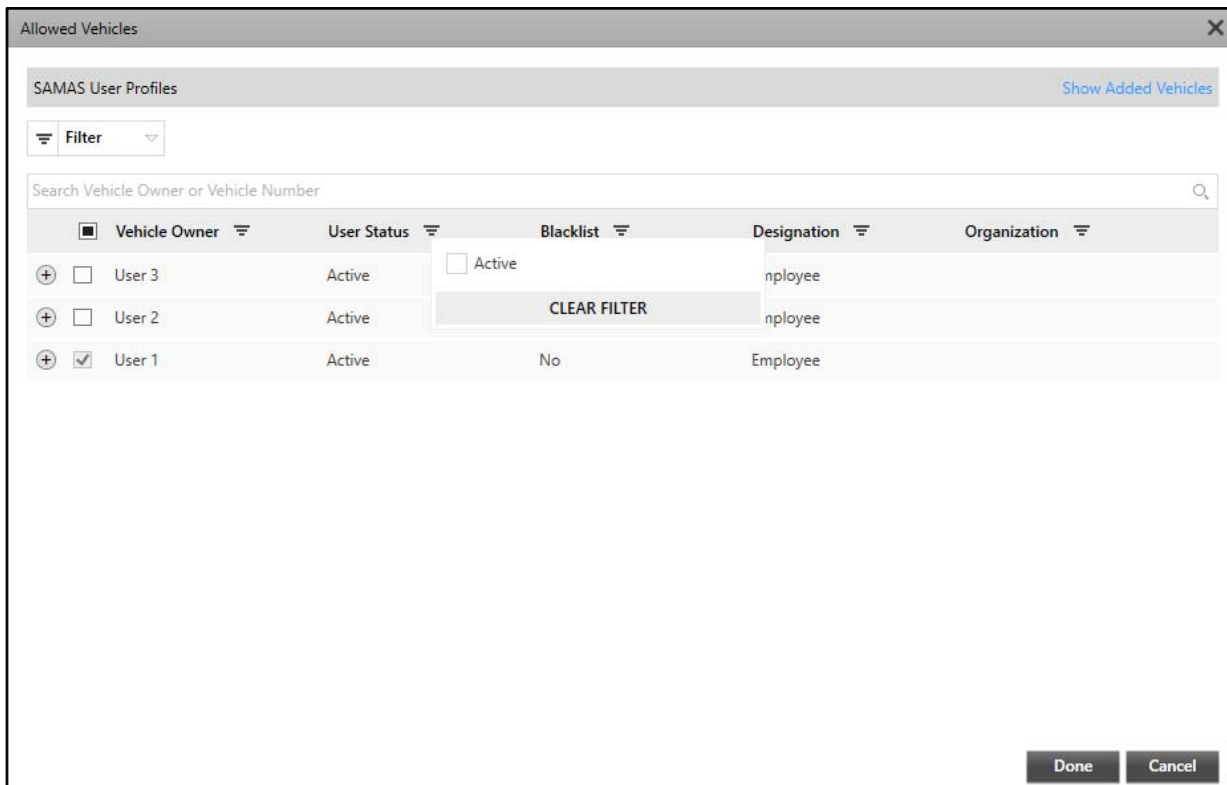 Allowed Vehicles
SAMAS User Profiles Show Added Vehicles
Filter
Search Vehicle Owner or Vehicle Number
Vehicle Owner User Status Blacklist Designation Organization
Active
User 3 Active
CLEAR FILTER
User 2 Active
User 1 Active No Employee
Done Cancel